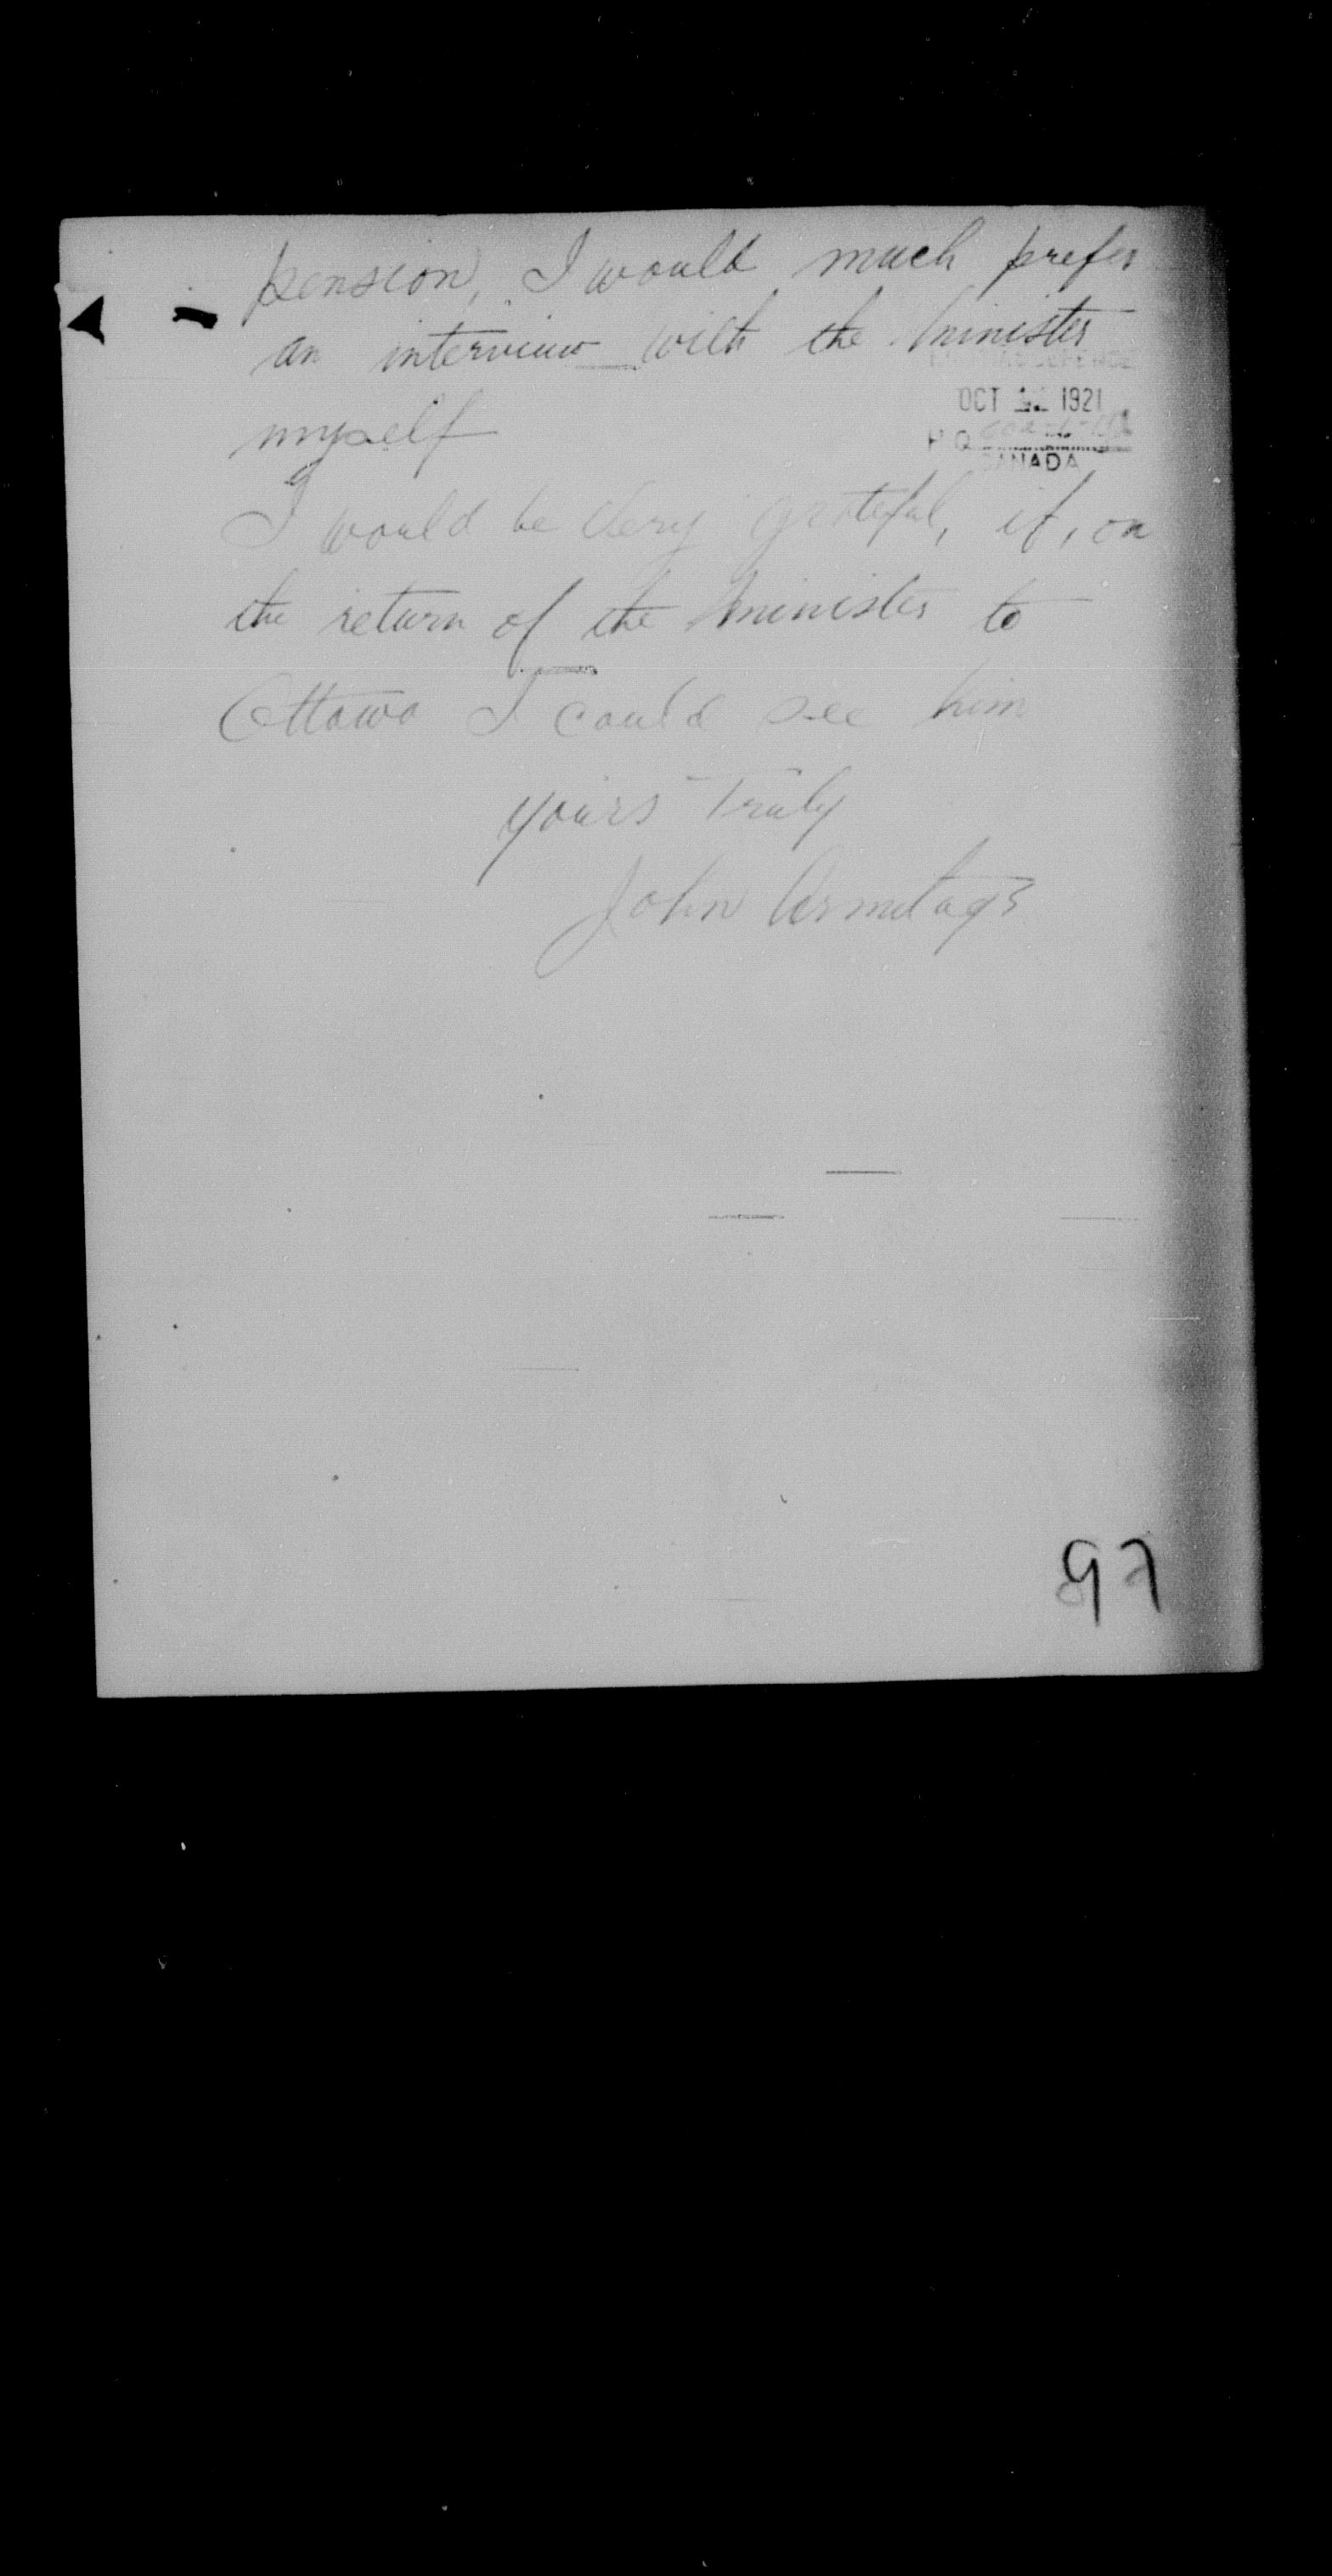 pension, I would much prefer
an interview with the Minister
OCT 1921
myself
H Q
CANADA
I would be very grateful, if, on
the return of the Minister to
Ottawa I could see him
yours Truly
John Armitage
97